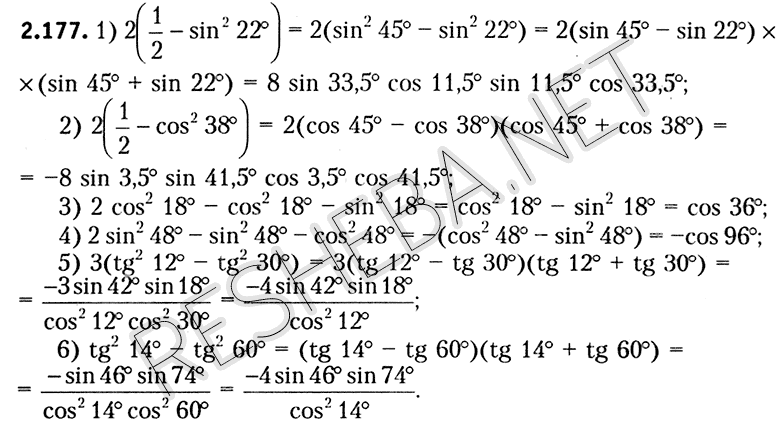 2.177. 1) 2(1/2 − sin² 22°) = 2(sin² 45° − sin² 22°) = 2(sin 45° − sin 22°) ×
×(sin 45° + sin 22°) = 8 sin 33,5° cos 11,5° sin 11,5° cos 33,5°;
2) 2(1/2 − cos² 38°) = 2(cos 45° − cos 38°)(cos 45° + cos 38°) =
= −8 sin 3,5° sin 41,5° cos 3,5° cos 41,5°;
3) 2 cos² 18° − cos² 18° − sin² 18° = cos² 18° − sin² 18° = cos 36°;
4) 2 sin² 48° − sin² 48° − cos² 48° = −(cos² 48° − sin² 48°) = −cos 96°;
5) 3(tg² 12° − tg² 30°) = 3(tg 12° − tg 30°)(tg 12° + tg 30°) =
= −3 sin 42° sin 18° / cos² 12° cos² 30° = −4 sin 42° sin 18° / cos² 12°;
6) tg² 14° − tg² 60° = (tg 14° − tg 60°)(tg 14° + tg 60°) =
= − sin 46° sin 74° / cos² 14° cos² 60° = −4 sin 46° sin 74° / cos² 14°.
RESHEBA.NET